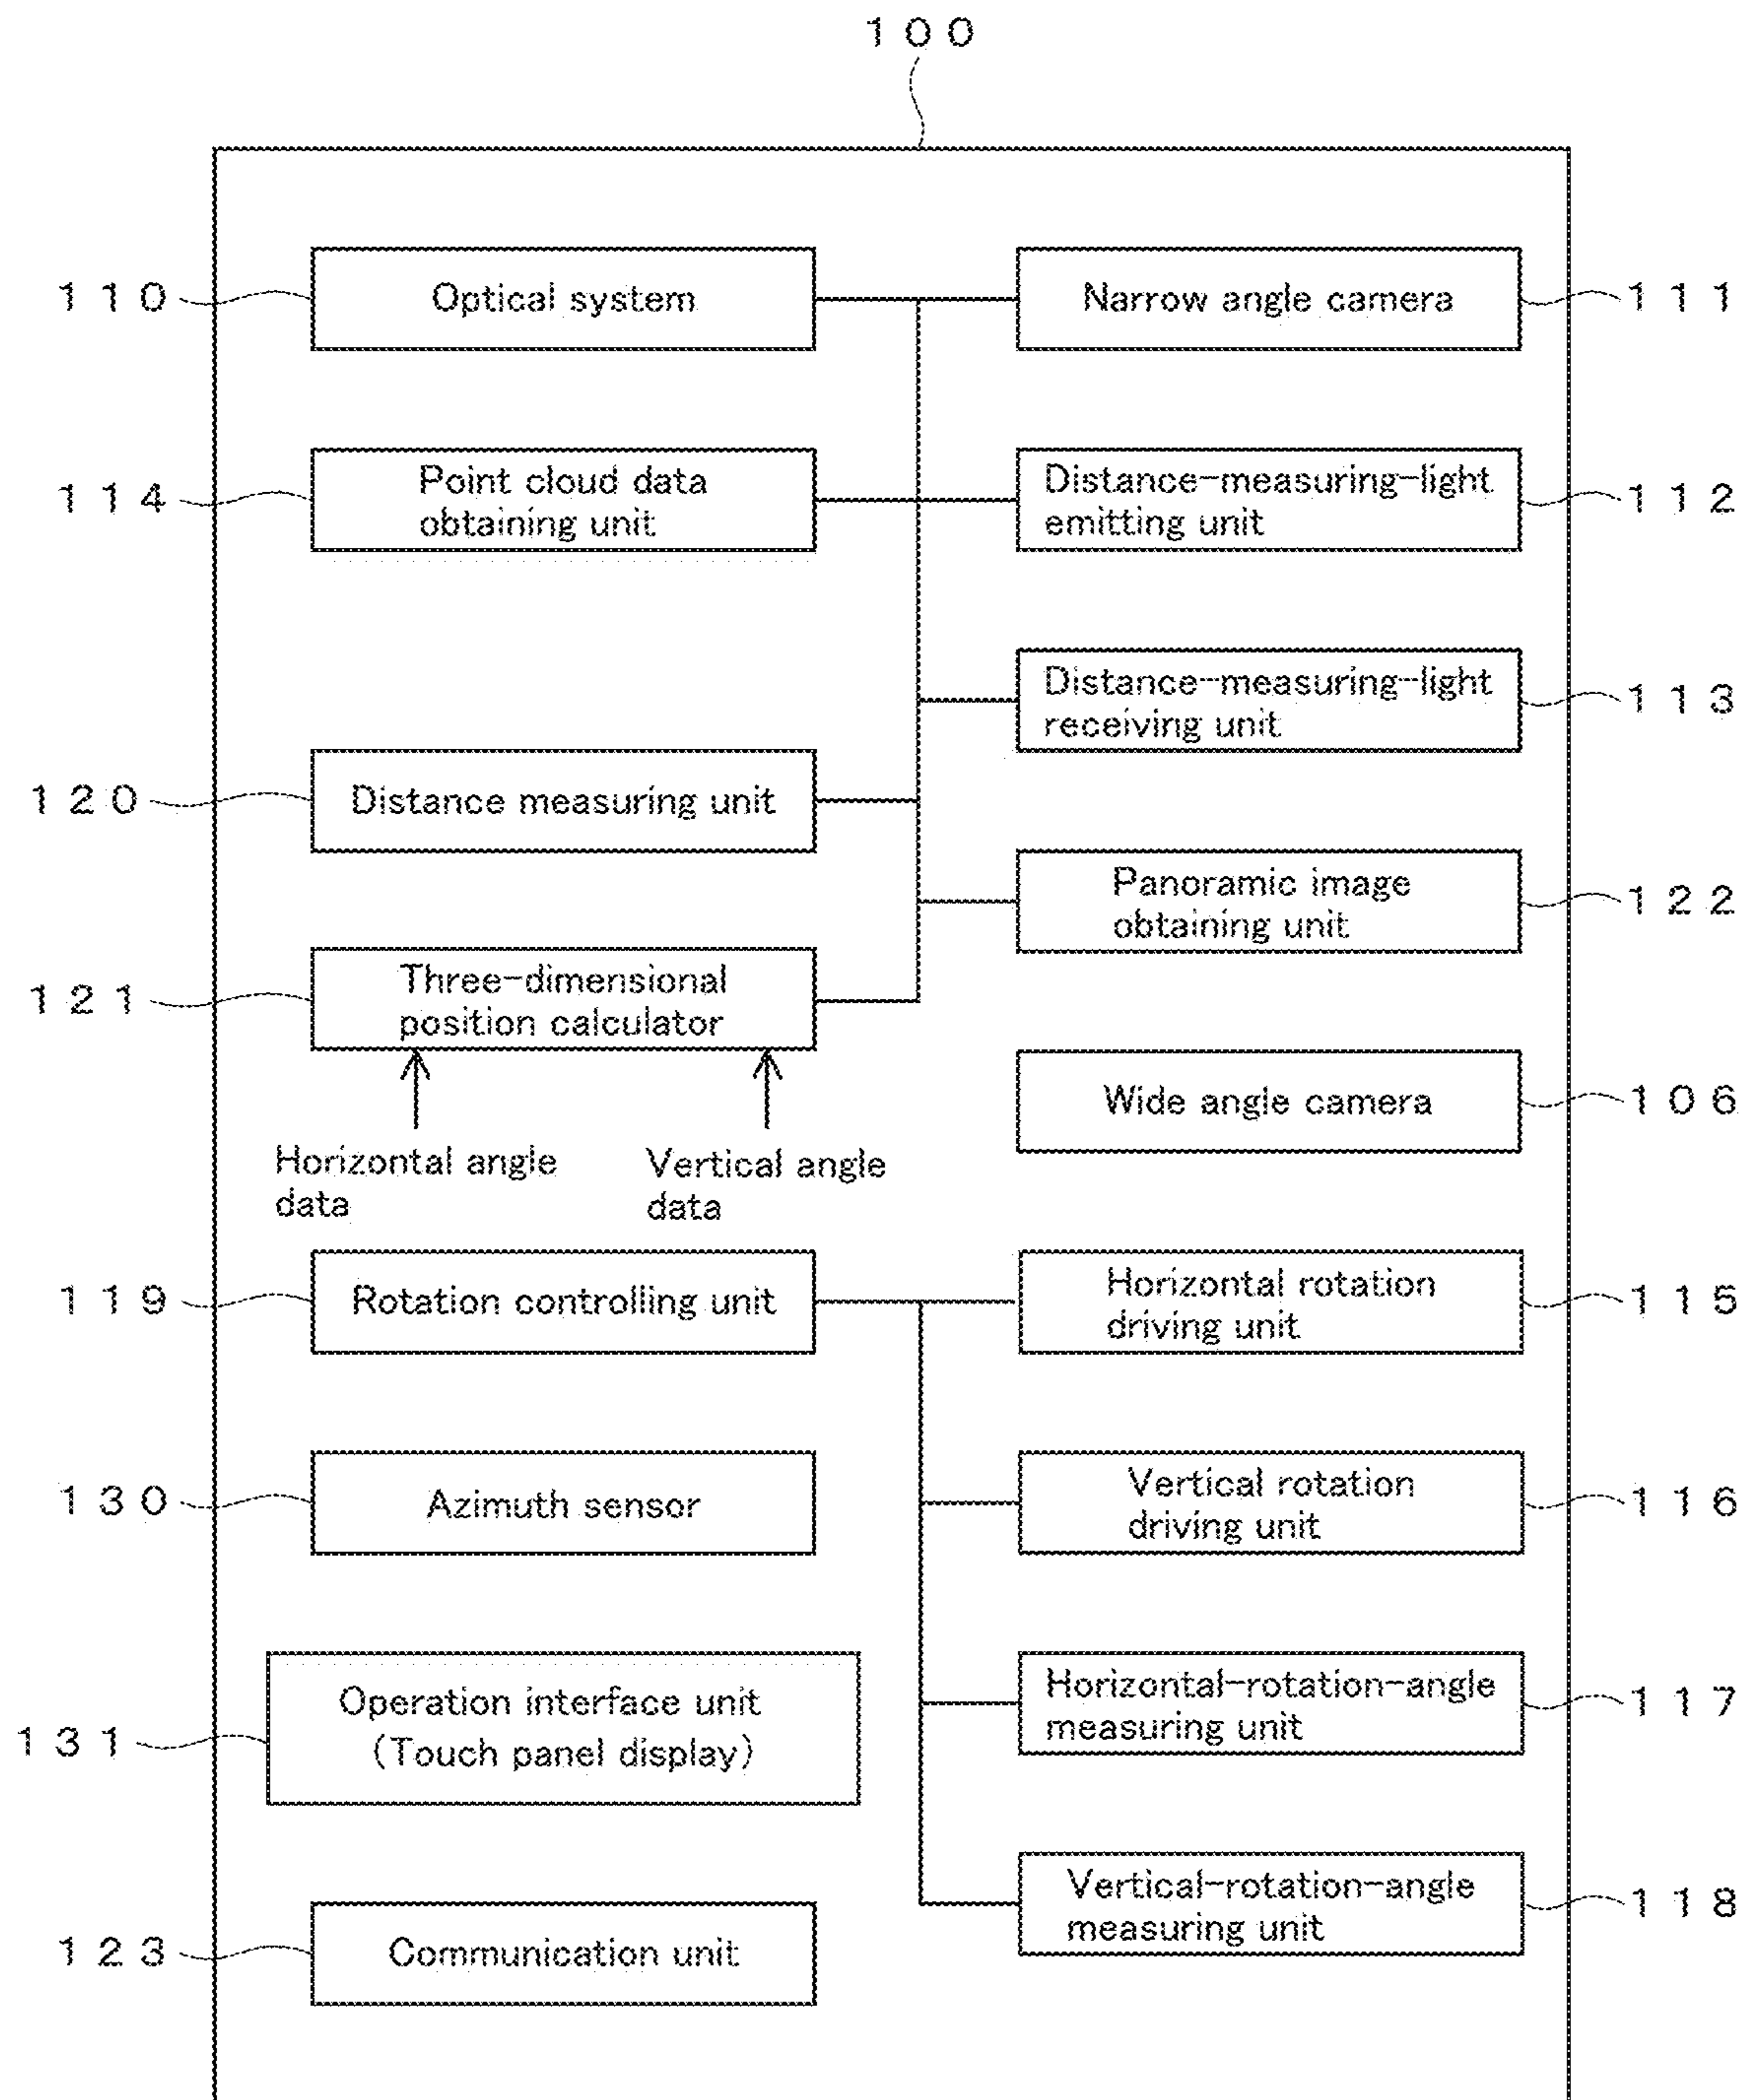 100
110
Optical system
Narrow angle camera
111
114
Point cloud data
obtaining unit
Distance-measuring-light
emitting unit
112
Distance-measuring-light
receiving unit
113
120
Distance measuring unit
Panoramic image
obtaining unit
122
121
Three-dimensional
position calculator
Horizontal angle
data
Vertical angle
data
Wide angle camera
106
119
Rotation controlling unit
Horizontal rotation
driving unit
115
130
Azimuth sensor
Vertical rotation
driving unit
116
131
Operation interface unit
(Touch panel display)
Horizontal-rotation-angle
measuring unit
117
Vertical-rotation-angle
measuring unit
118
123
Communication unit